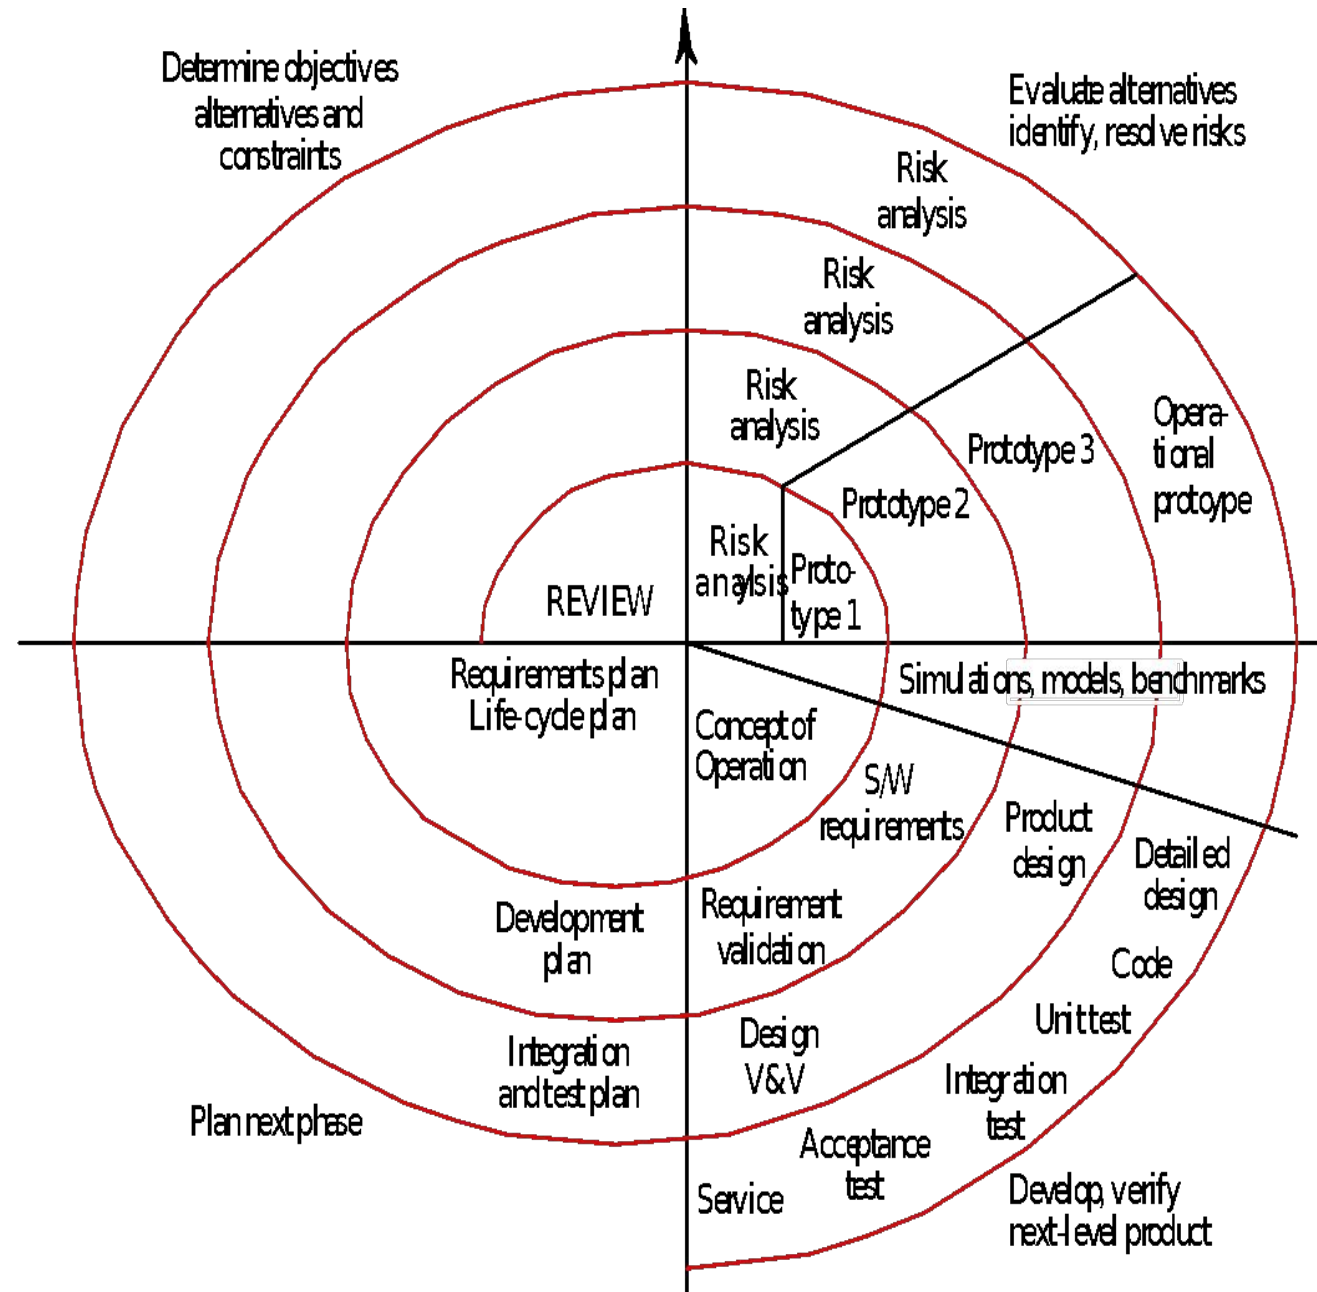 Determine objectives
alternatives and
constraints
Evaluate alternatives
identify, resolve risks
Risk
analysis
Risk
analysis
Risk
analysis
Risk
analysis
Proto-
type 1
Prototype 2
Prototype 3
Opera-
tional
protoype
REVIEW
Requirements plan
Life-cycle plan
Simulations, models, benchmarks
Concept of
Operation
S/W
requirements
Product
design
Detailed
design
Development
plan
Requirement
validation
Code
Unit test
Integration
and test plan
Design
V&V
Integration
test
Plan next phase
Acceptance
test
Service
Develop, verify
next-level product